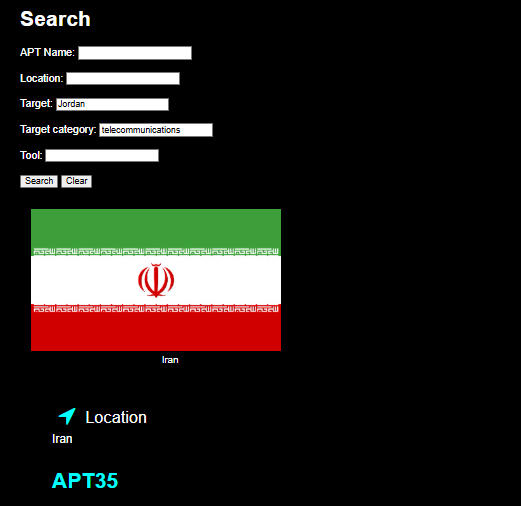 Search
APT Name:
Location:
Target: Jordan
Target category: telecommunications
Tool:
Search Clear
Iran
Location
Iran
APT35